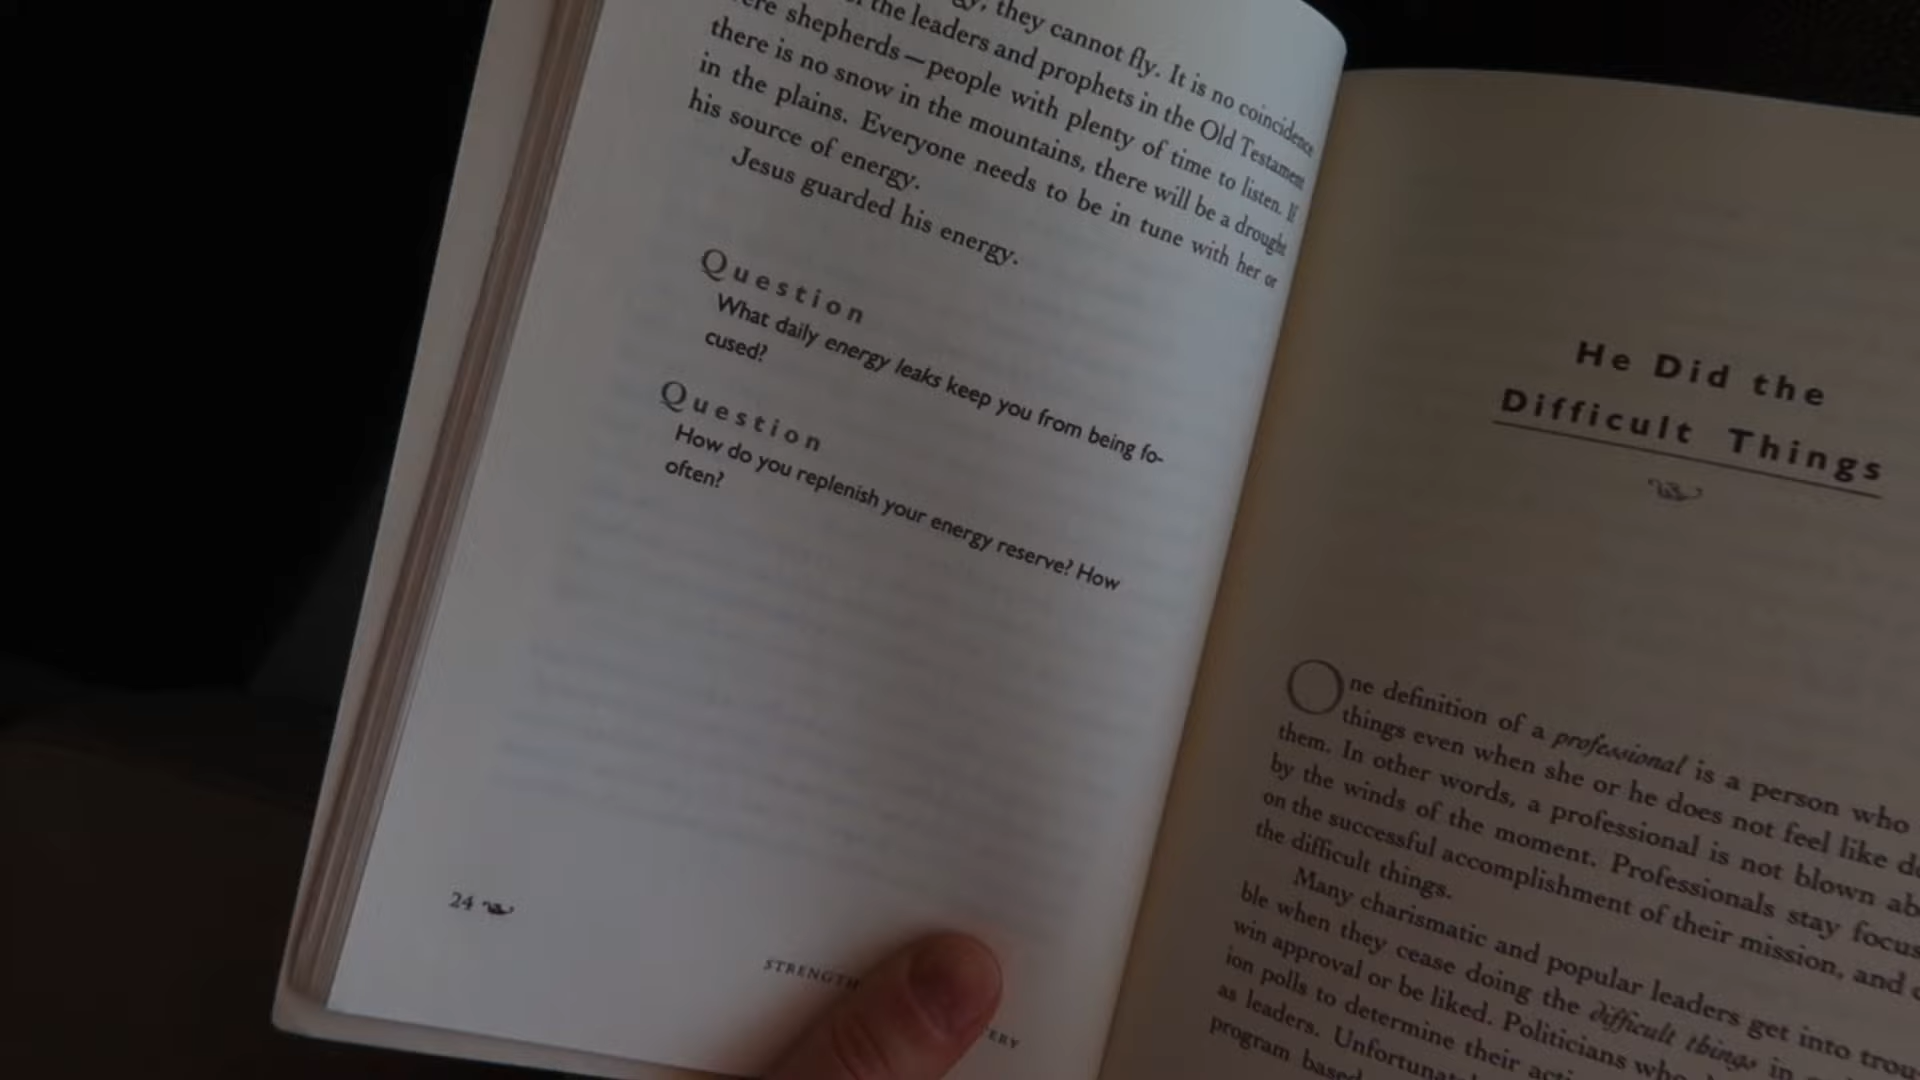 they cannot fly. It is no coincidence
the leaders and prophets in the Old Testament
shepherds—people with plenty of time to listen. If
there is no snow in the mountains, there will be a drought
in the plains. Everyone needs to be in tune with her or
his source of energy.
Jesus guarded his energy.
Question
What daily energy leaks keep you from being fo-
cused?
Question
How do you replenish your energy reserve? How
often?
24
STRENGTH
He Did the
Difficult Things
One definition of a professional is a person who
things even when she or he does not feel like
them. In other words, a professional is not blown
by the winds of the moment. Professionals stay
on the successful accomplishment of their mission, and
the difficult things.
Many charismatic and popular leaders get into
ble when they cease doing the difficult things in
win approval or be liked. Politicians who
ion polls to determine their
as leaders.
program based